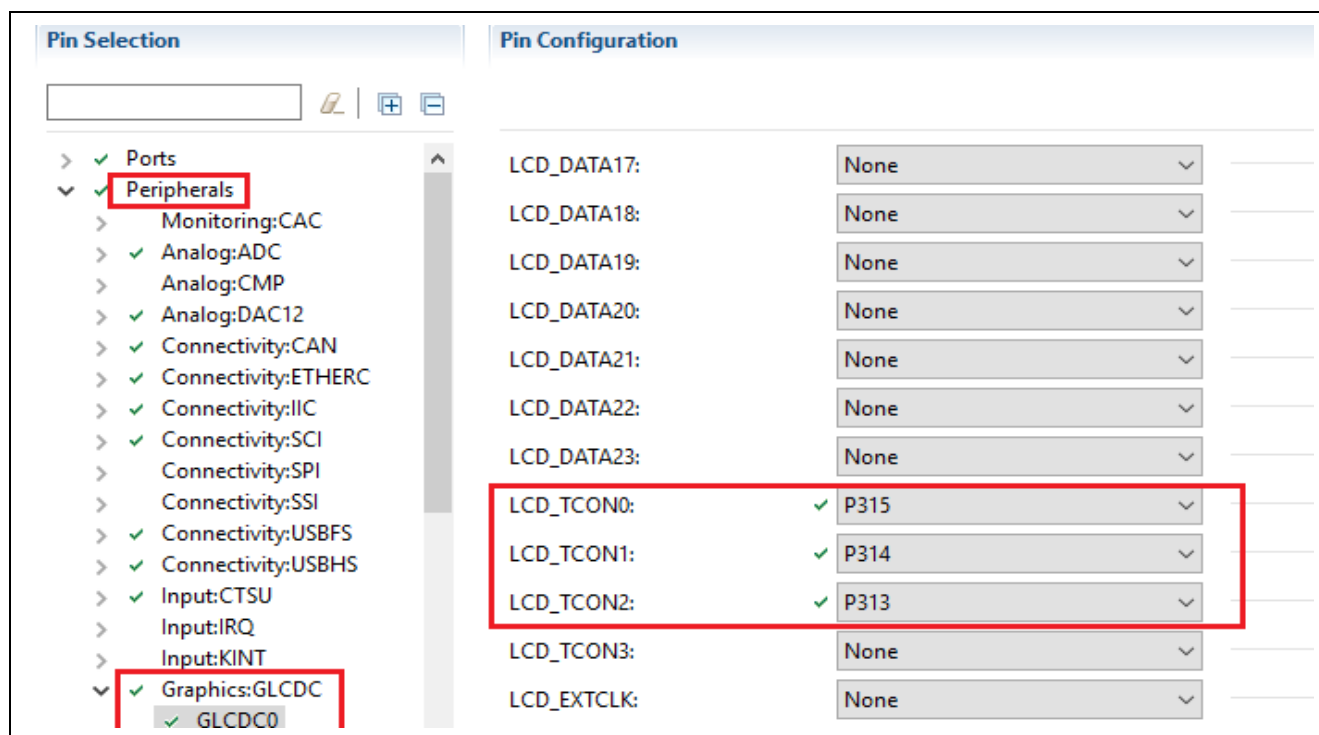 Pin Selection
Ports
Peripherals
Monitoring:CAC
Analog:ADC
Analog:CMP
Analog:DAC12
Connectivity:CAN
Connectivity:ETHERC
Connectivity:IIC
Connectivity:SCI
Connectivity:SPI
Connectivity:SSI
Connectivity:USBFS
Connectivity:USBHS
Input:CTSU
Input:IRQ
Input:KINT
Graphics:GLCDC
GLCDC0
Pin Configuration
LCD_DATA17: None
LCD_DATA18: None
LCD_DATA19: None
LCD_DATA20: None
LCD_DATA21: None
LCD_DATA22: None
LCD_DATA23: None
LCD_TCON0: P315
LCD_TCON1: P314
LCD_TCON2: P313
LCD_TCON3: None
LCD_EXTCLK: None